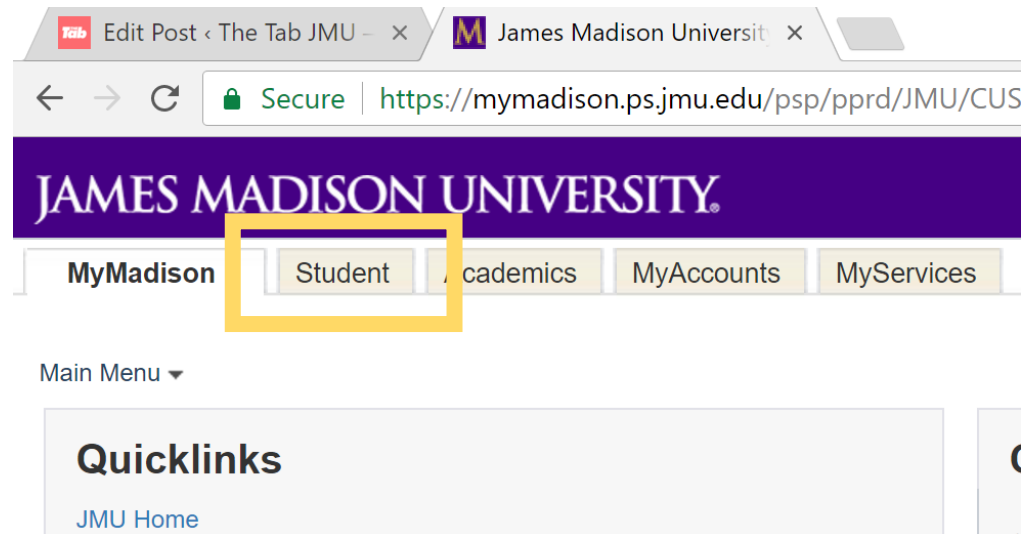 Tab Edit Post ‹ The Tab JMU – × M James Madison Universit ×
Secure https://mymadison.ps.jmu.edu/psp/pprd/JMU/CUS
JAMES MADISON UNIVERSITY®
MyMadison Student Academics MyAccounts MyServices
Main Menu
Quicklinks
JMU Home